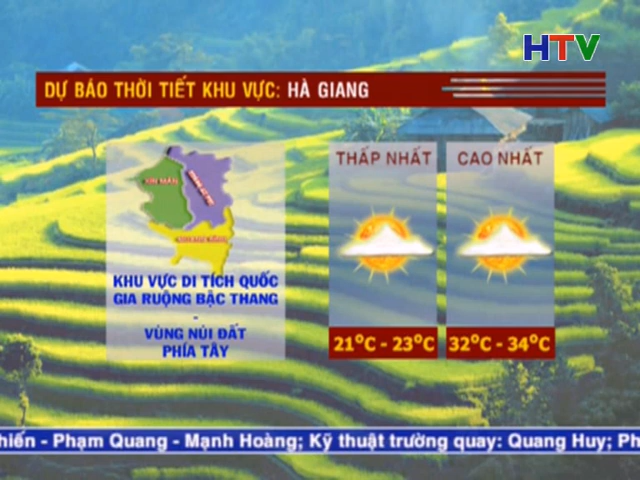 HTV
DỰ BÁO THỜI TIẾT KHU VỰC: HÀ GIANG
THẤP NHẤT
CAO NHẤT
XÍN MẦN
KHU VỰC DI TÍCH QUỐC
GIA RUỘNG BẬC THANG
-
VÙNG NÚI ĐẤT
PHÍA TÂY
21°C - 23°C
32°C - 34°C
hiến - Phạm Quang - Mạnh Hoàng; Kỹ thuật trường quay: Quang Huy; Ph